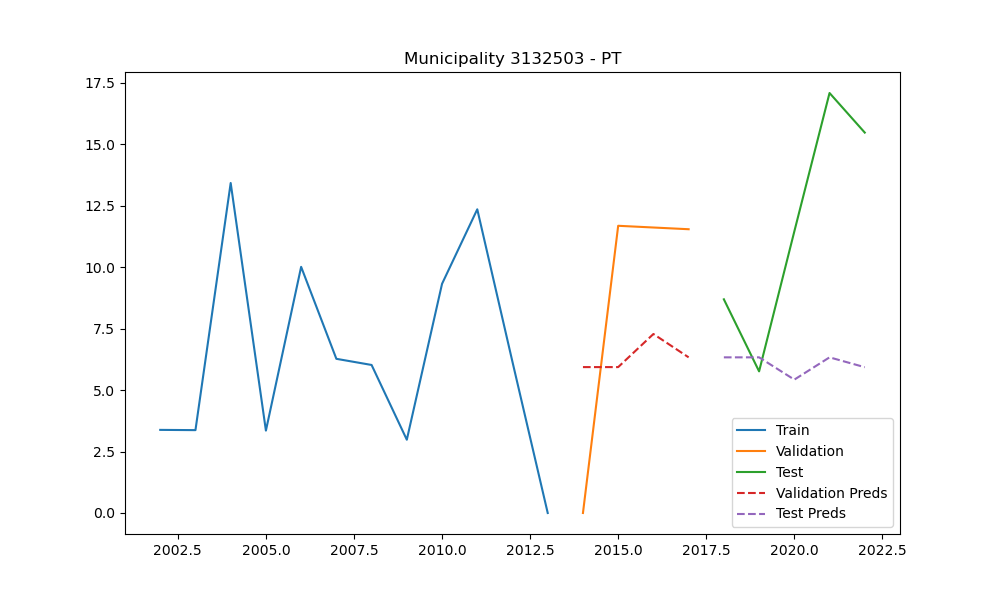 Municipality 3132503 - PT
17.5
15.0
12.5
10.0
7.5
5.0
2.5
0.0
Train
Validation
Test
Validation Preds
Test Preds
2002.5 2005.0 2007.5 2010.0 2012.5 2015.0 2017.5 2020.0 2022.5